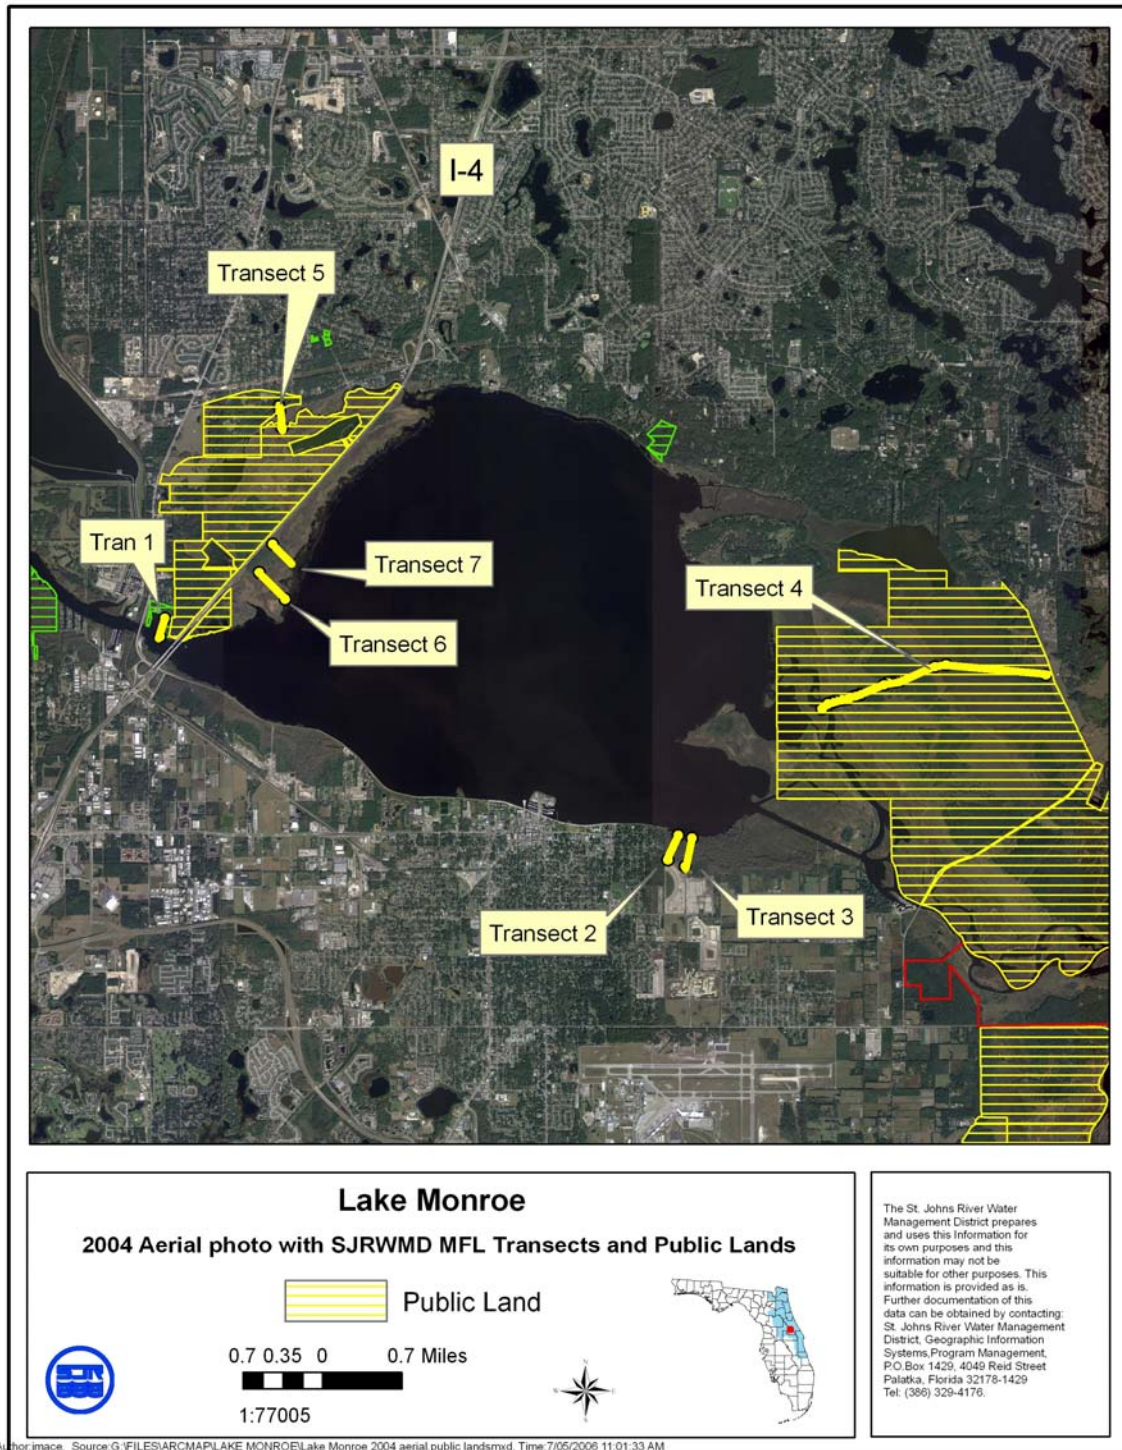 I-4
Transect 5
Tran 1
Transect 7
Transect 4
Transect 6
Transect 2
Transect 3
Lake Monroe
2004 Aerial photo with SJRWMD MFL Transects and Public Lands
Public Land
0.7 0.35 0 0.7 Miles
1:77005
SJR
The St. Johns River Water
Management District prepares
and uses this Information for
its own purposes and this
information may not be
suitable for other purposes. This
information is provided as is.
Further documentation of this
data can be obtained by contacting:
St. Johns River Water Management
District, Geographic Information
Systems,Program Management,
P.O.Box 1429, 4049 Reid Street
Palatka, Florida 32178-1429
Tel: (386) 329-4176.
Source:G:\FILES\ARCMAP\LAKE MONROE\Lake Monroe 2004 aerial public landsmxd, Time:7/05/2006 11:01:33 AM